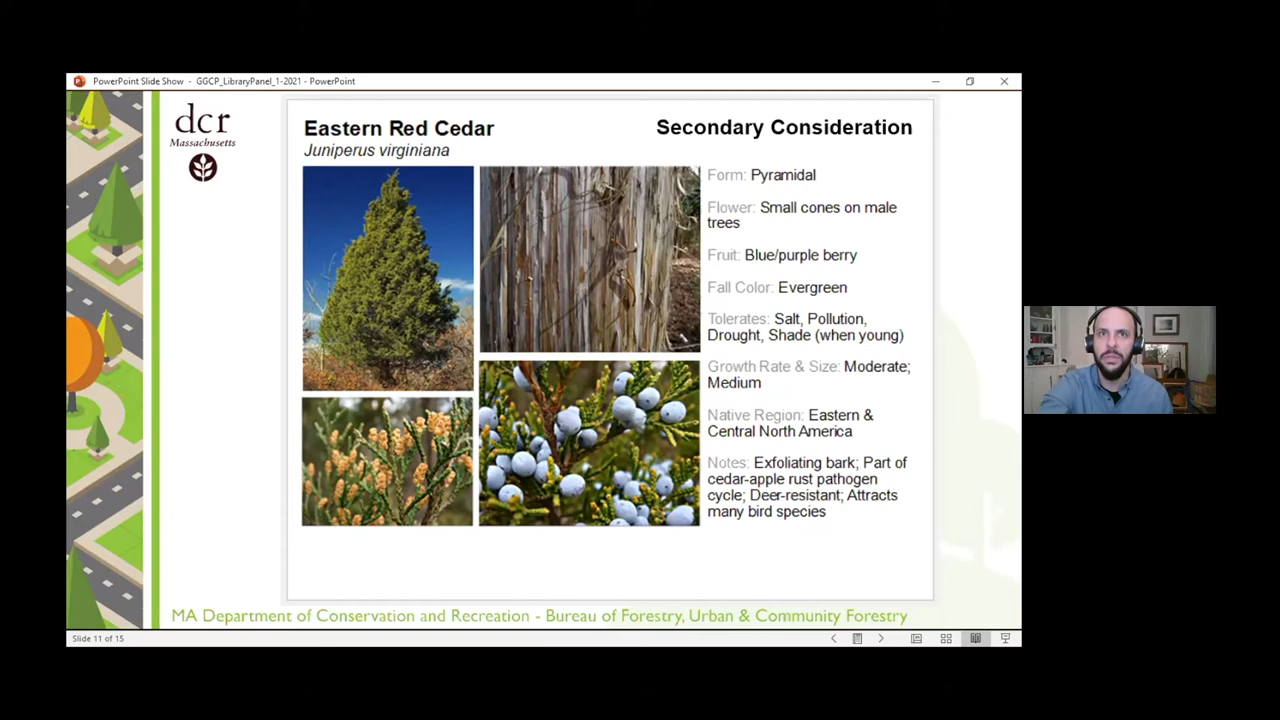 PowerPoint Slide Show - GGCP_LibraryPanel_1-2021 - PowerPoint
dcr
Massachusetts
Eastern Red Cedar
Juniperus virginiana
Secondary Consideration
Form: Pyramidal
Flower: Small cones on male
trees
Fruit: Blue/purple berry
Fall Color: Evergreen
Tolerates: Salt, Pollution,
Drought, Shade (when young)
Growth Rate & Size: Moderate;
Medium
Native Region: Eastern &
Central North America
Notes: Exfoliating bark; Part of
cedar-apple rust pathogen
cycle; Deer-resistant; Attracts
many bird species
MA Department of Conservation and Recreation - Bureau of Forestry, Urban & Community Forestry
Slide 11 of 15